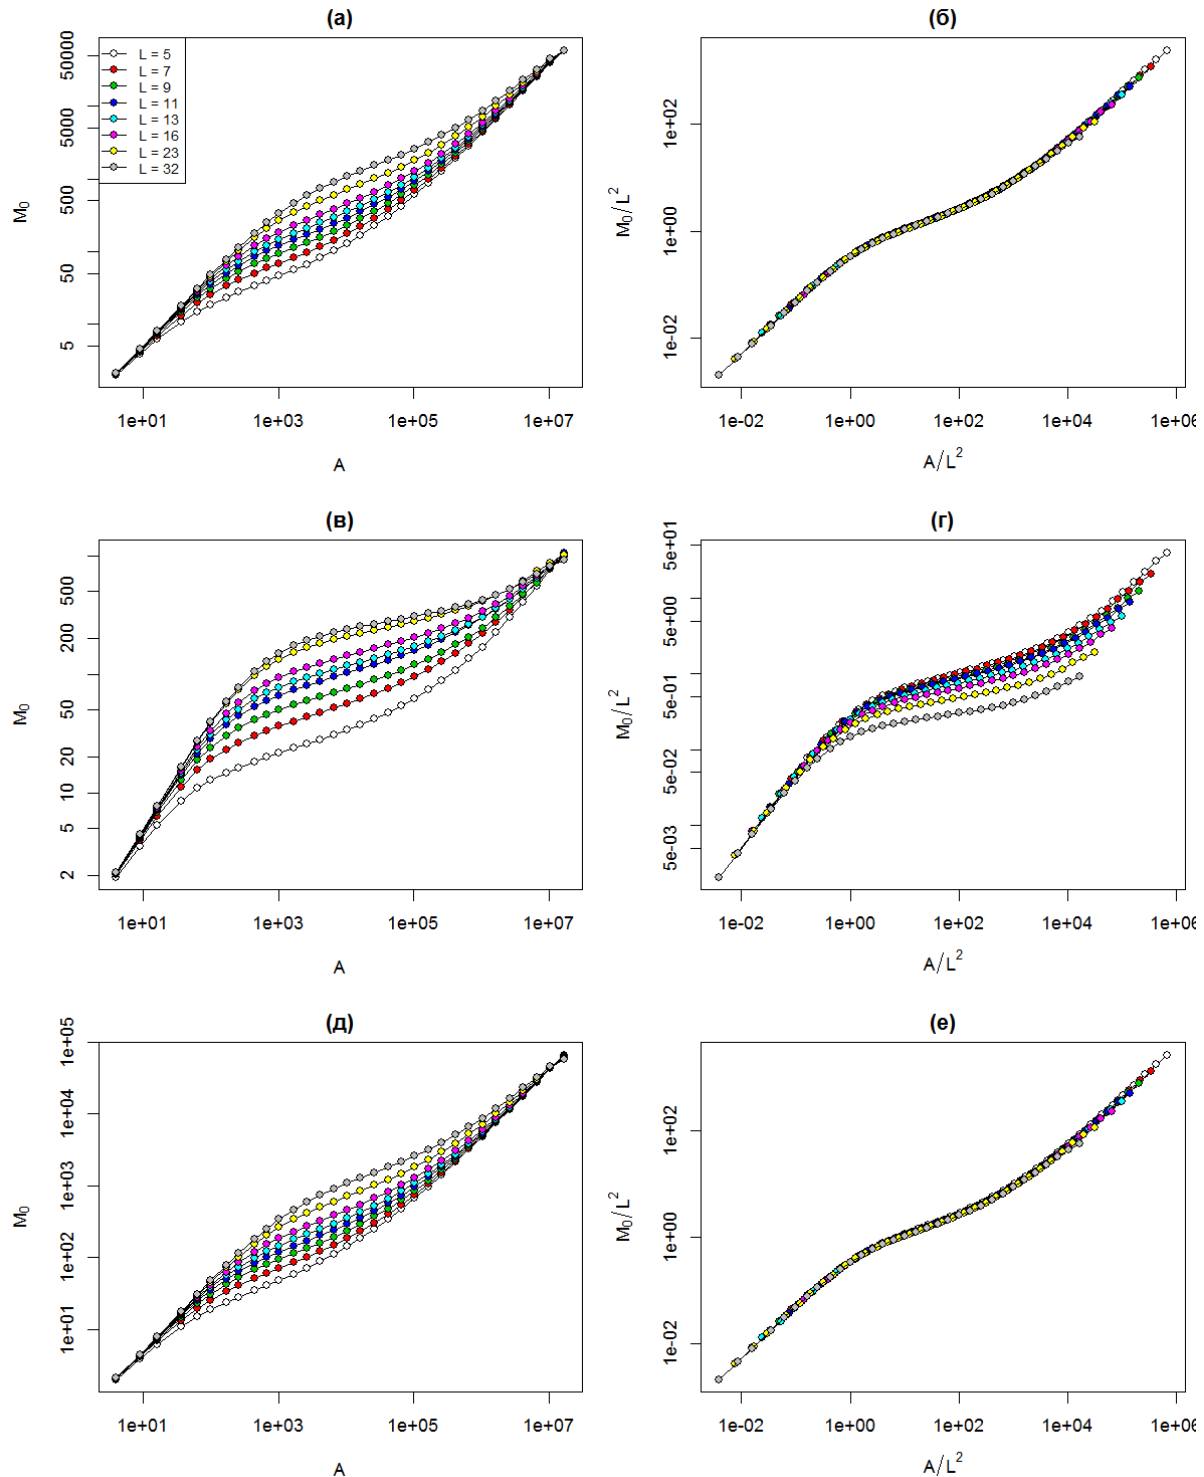 (а)
50000
5000
500
50
5
M0
L = 5
L = 7
L = 9
L = 11
L = 13
L = 16
L = 23
L = 32
1e+01 1e+03 1e+05 1e+07
A
(б)
1e+02
1e+00
1e-02
M0/L2
1e-02 1e+00 1e+02 1e+04 1e+06
A/L2
(в)
500
200
50
20
10
5
2
M0
1e+01 1e+03 1e+05 1e+07
A
(г)
5e+01
5e+00
5e-01
5e-02
5e-03
M0/L2
1e-02 1e+00 1e+02 1e+04 1e+06
A/L2
(д)
1e+05
1e+04
1e+03
1e+02
1e+01
M0
1e+01 1e+03 1e+05 1e+07
A
(е)
1e+02
1e+00
1e-02
M0/L2
1e-02 1e+00 1e+02 1e+04 1e+06
A/L2